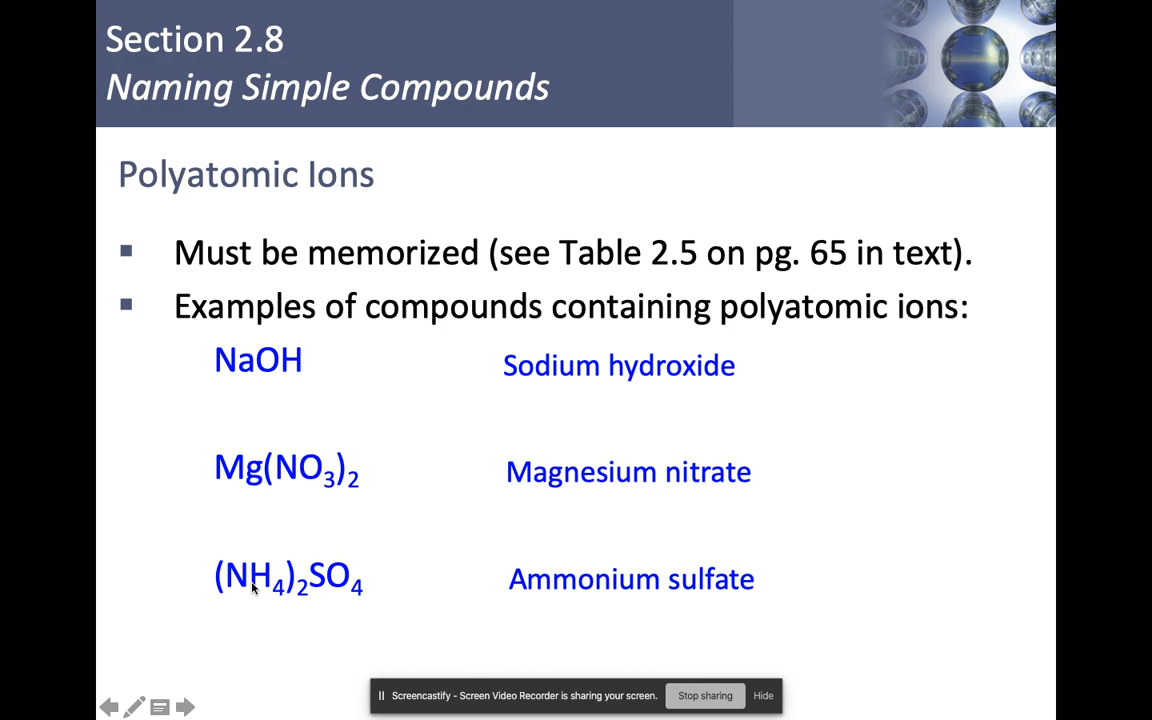 Section 2.8
Naming Simple Compounds
Polyatomic Ions
▪ Must be memorized (see Table 2.5 on pg. 65 in text).
▪ Examples of compounds containing polyatomic ions:
NaOH Sodium hydroxide
Mg(NO₃)₂ Magnesium nitrate
(NH₄)₂SO₄ Ammonium sulfate
Screencastify - Screen Video Recorder is sharing your screen. Stop sharing Hide